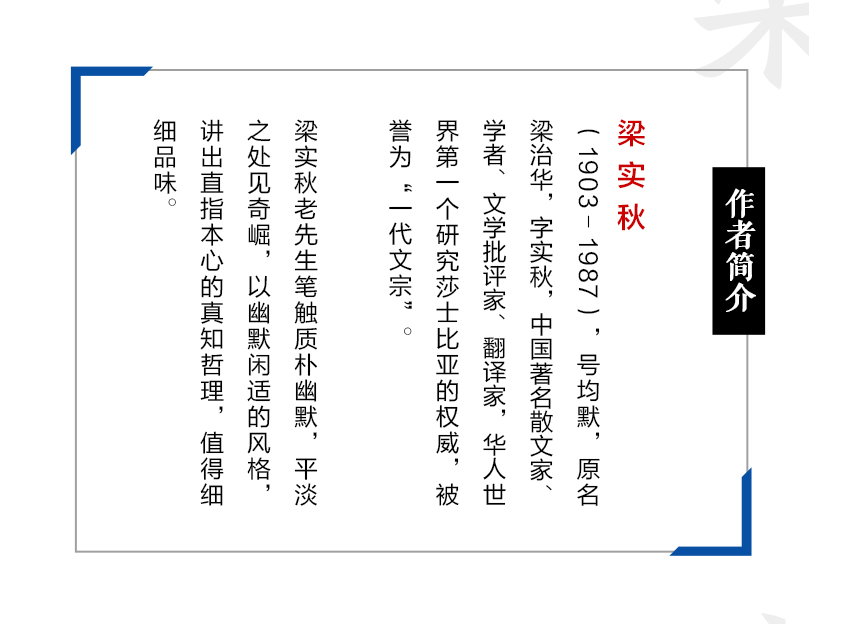 作者简介
梁实秋
（1903－1987），号均默，原名
梁治华，字实秋，中国著名散文家、
学者、文学批评家、翻译家，华人世
界第一个研究莎士比亚的权威，被
誉为“一代文宗”。
梁实秋老先生笔触质朴幽默，平淡
之处见奇崛，以幽默闲适的风格，
讲出直指本心的真知哲理，值得细
细品味。